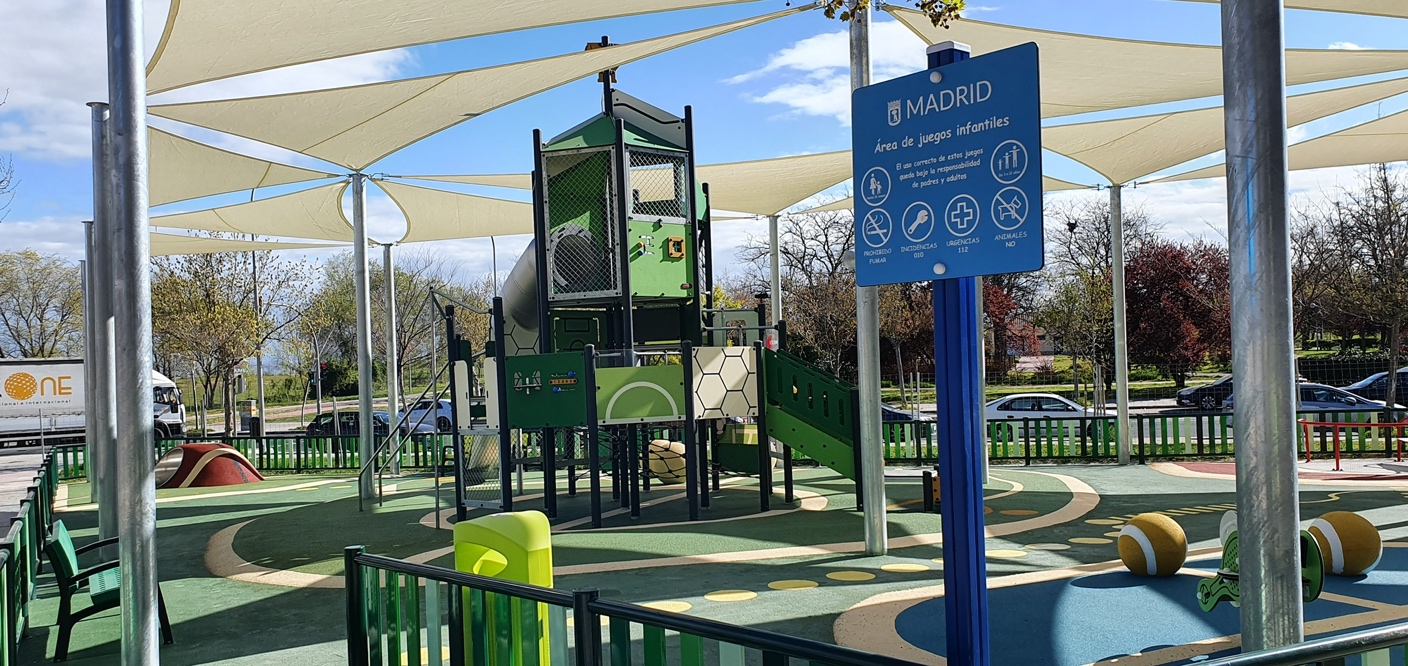 MADRID
Área de juegos infantiles
El uso correcto de estos juegos
queda bajo la responsabilidad
de padres y adultos
PROHIBIDO
FUMAR
INCIDENCIAS
010
URGENCIAS
112
ANIMALES
NO
ONE